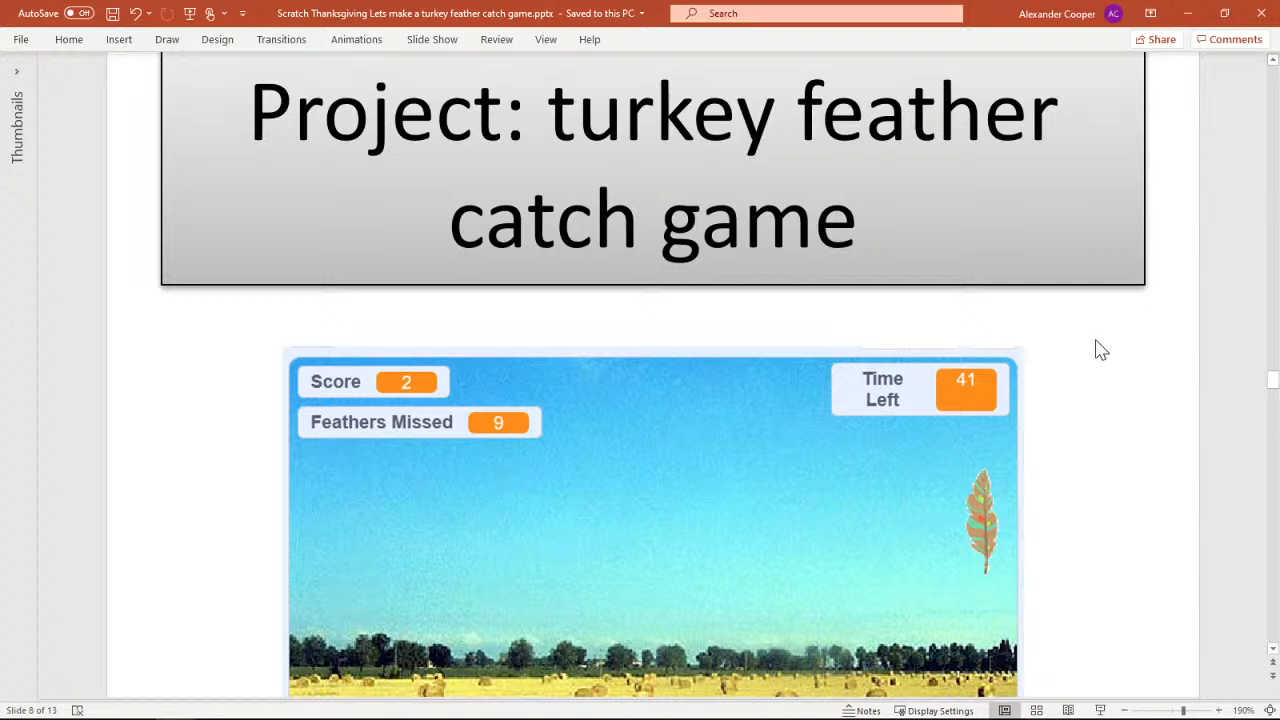 AutoSave Off Scratch Thanksgiving Lets make a turkey feather catch game.pptx - Saved to this PC Search Alexander Cooper AC
File Home Insert Draw Design Transitions Animations Slide Show Review View Help Share Comments
Thumbnails
Project: turkey feather
catch game
Score 2
Feathers Missed 9
Time
Left
41
Slide 8 of 13 Notes Display Settings 190%